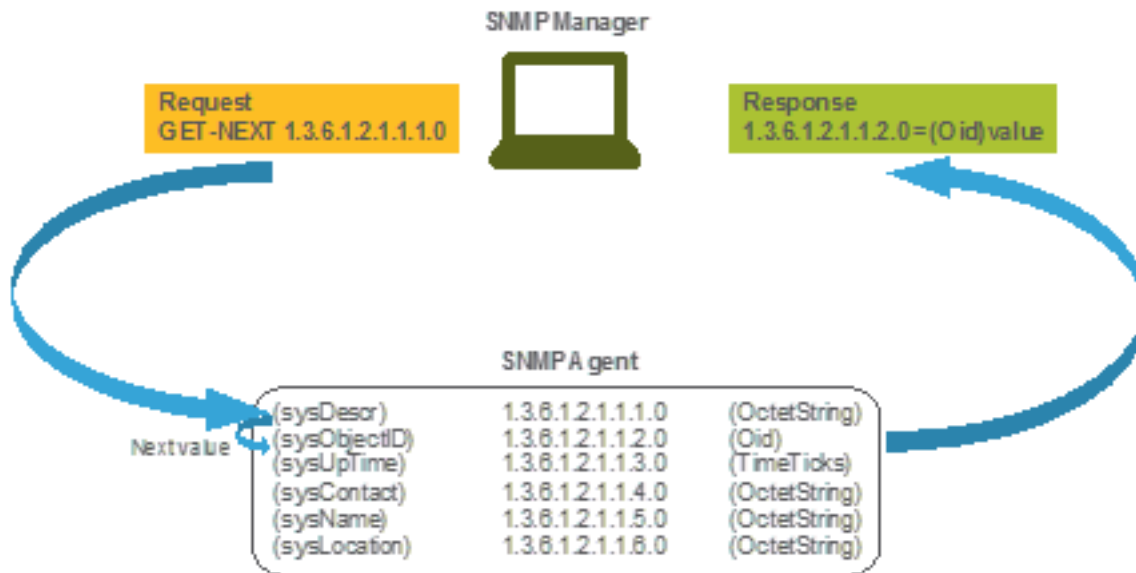 SNMP Manager
Request
GET-NEXT 1.3.6.1.2.1.1.1.0
Response
1.3.6.1.2.1.1.2.0=(Oid)value
SNMP Agent
(sysDescr) 1.3.6.1.2.1.1.1.0 (OctetString)
Next value
(sysObjectID) 1.3.6.1.2.1.1.2.0 (Oid)
(sysUpTime) 1.3.6.1.2.1.1.3.0 (TimeTicks)
(sysContact) 1.3.6.1.2.1.1.4.0 (OctetString)
(sysName) 1.3.6.1.2.1.1.5.0 (OctetString)
(sysLocation) 1.3.6.1.2.1.1.6.0 (OctetString)